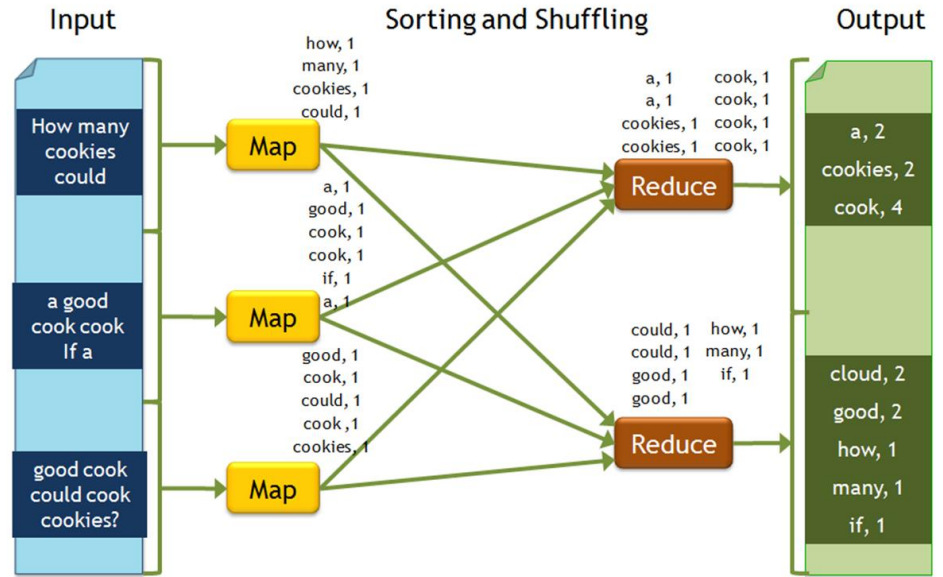 Input
Sorting and Shuffling
Output
How many
cookies
could
a good
cook cook
If a
good cook
could cook
cookies?
Map
Map
Map
how, 1
many, 1
cookies, 1
could, 1
a, 1
good, 1
cook, 1
cook, 1
if, 1
a, 1
good, 1
cook, 1
could, 1
cook ,1
cookies, 1
a, 1
a, 1
cookies, 1
cookies, 1
cook, 1
cook, 1
cook, 1
cook, 1
Reduce
could, 1
could, 1
good, 1
good, 1
how, 1
many, 1
if, 1
Reduce
a, 2
cookies, 2
cook, 4
cloud, 2
good, 2
how, 1
many, 1
if, 1